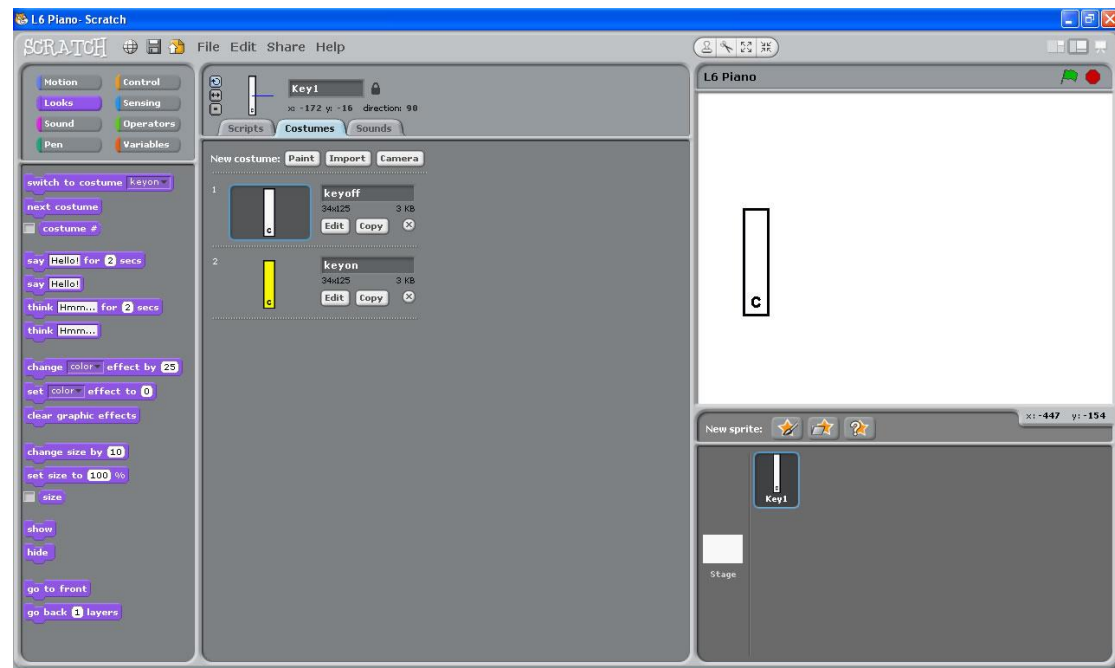 L6 Piano- Scratch
SCRATCH File Edit Share Help
Motion Control
Looks Sensing
Sound Operators
Pen Variables
switch to costume keyon
next costume
costume #
say Hello! for 2 secs
say Hello!
think Hmm... for 2 secs
think Hmm...
change color effect by 25
set color effect to 0
clear graphic effects
change size by 10
set size to 100 %
size
show
hide
go to front
go back 1 layers
Key1
x: -172 y: -16 direction: 90
Scripts Costumes Sounds
New costume: Paint Import Camera
1
keyoff
34x125 3 KB
Edit Copy
C
2
keyon
34x125 3 KB
Edit Copy
C
L6 Piano
C
x: -447 y: -154
New sprite:
Key1
Stage